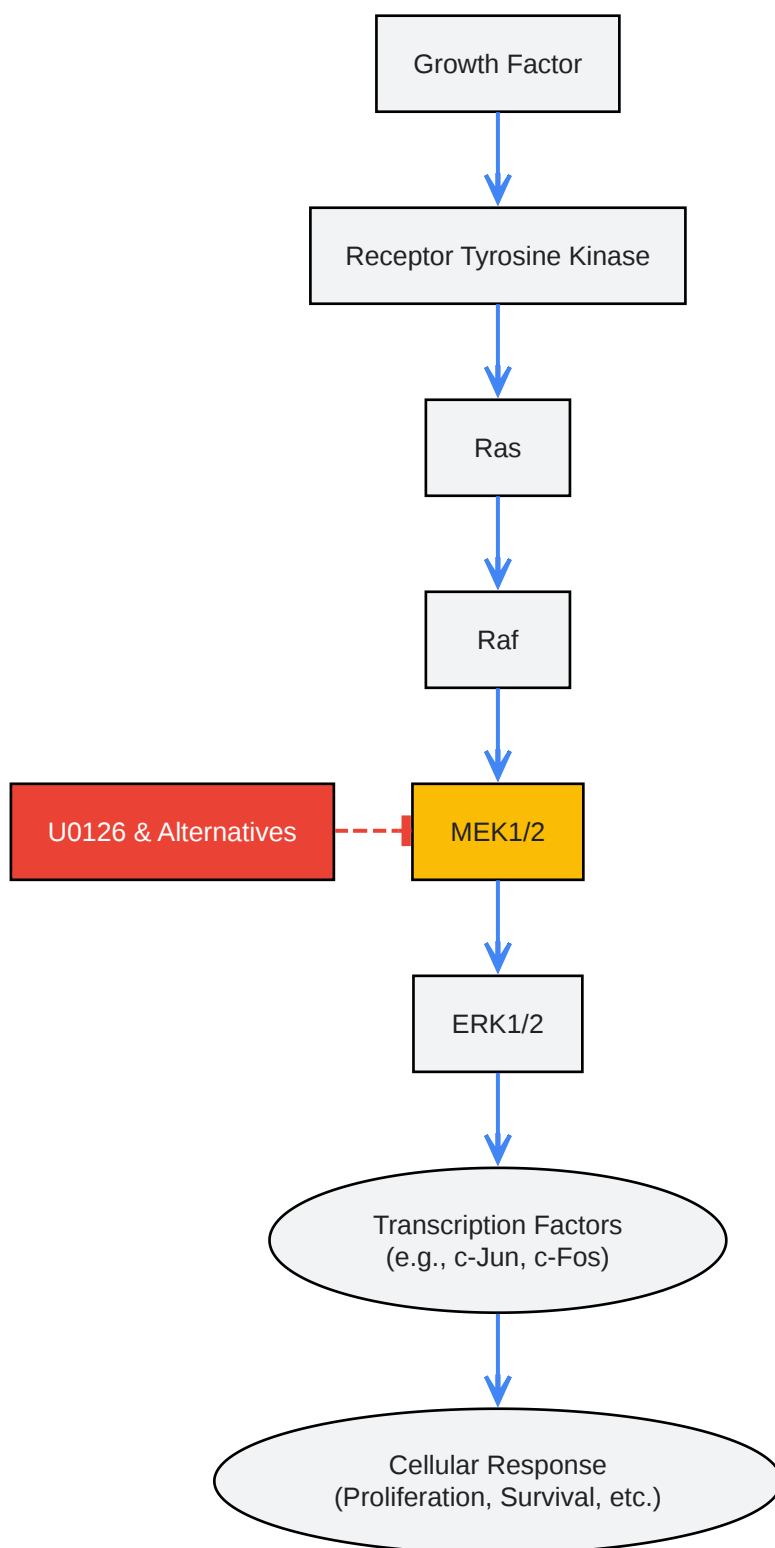 Growth Factor
Receptor Tyrosine Kinase
Ras
Raf
U0126 & Alternatives
MEK1/2
ERK1/2
Transcription Factors
(e.g., c-Jun, c-Fos)
Cellular Response
(Proliferation, Survival, etc.)